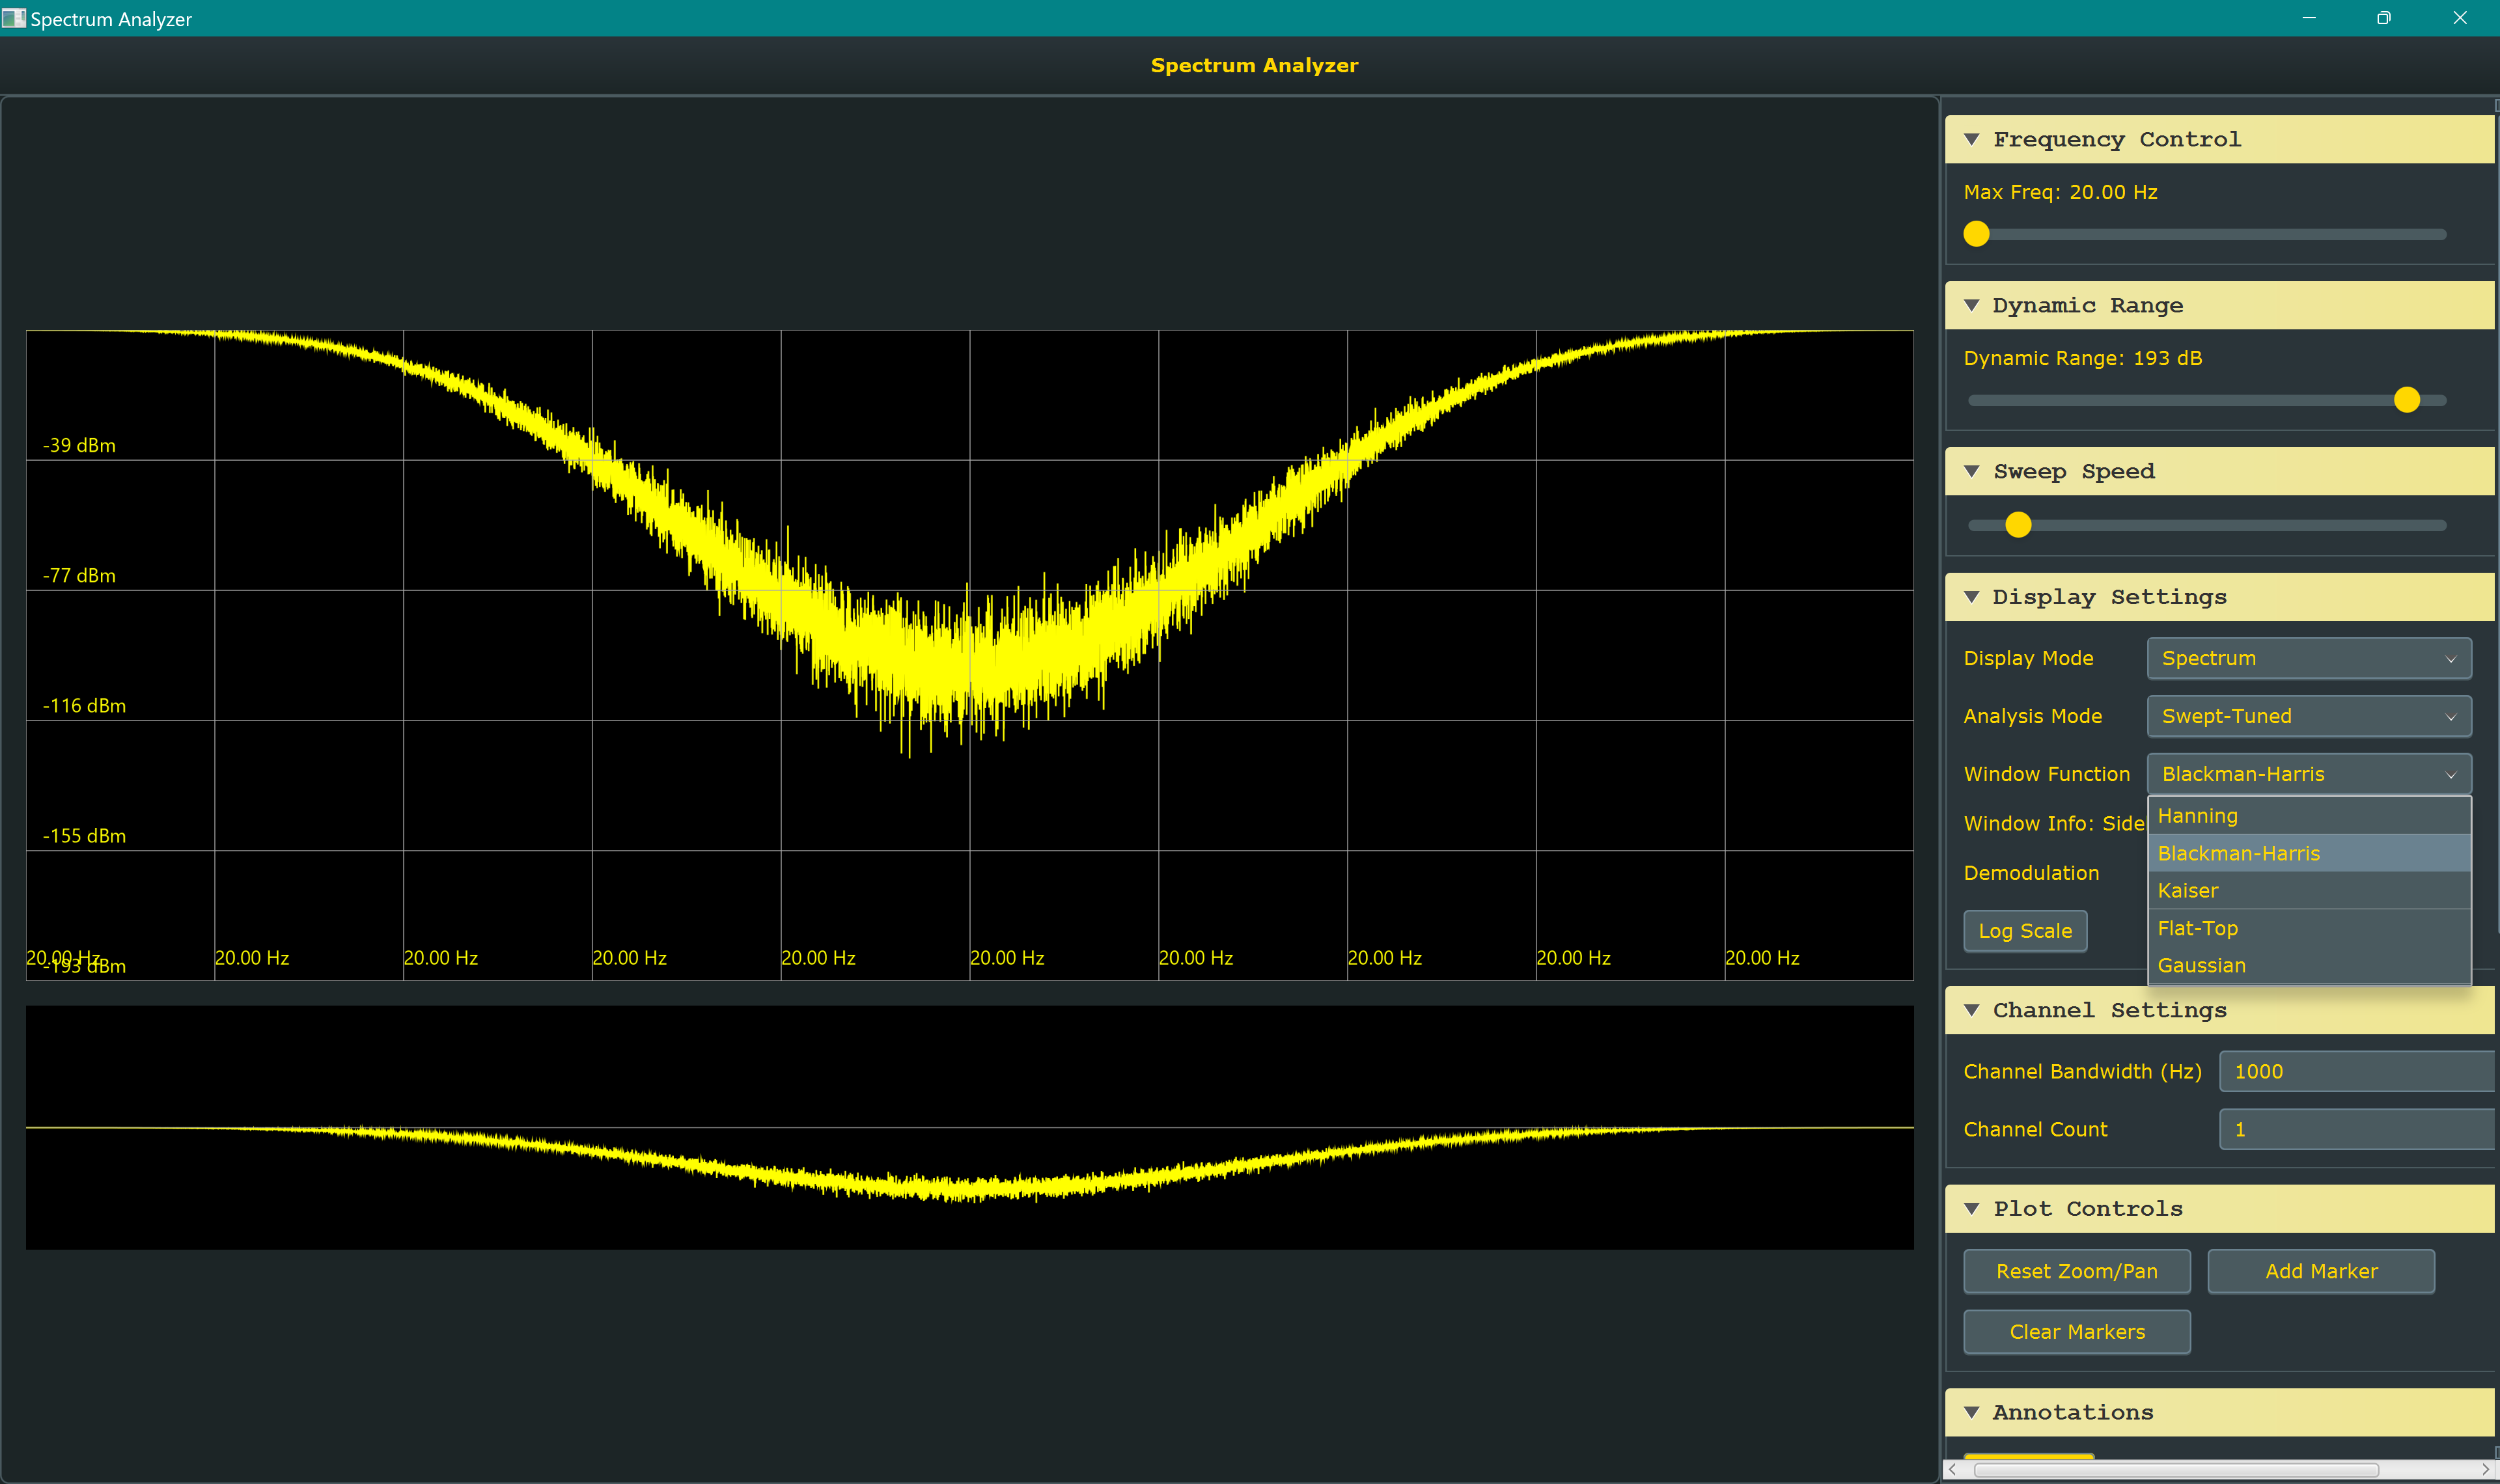 Spectrum Analyzer
Spectrum Analyzer
-39 dBm
-77 dBm
-116 dBm
-155 dBm
-193 dBm
20.00 Hz 20.00 Hz 20.00 Hz 20.00 Hz 20.00 Hz 20.00 Hz 20.00 Hz 20.00 Hz 20.00 Hz 20.00 Hz
Frequency Control
Max Freq: 20.00 Hz
Dynamic Range
Dynamic Range: 193 dB
Sweep Speed
Display Settings
Display Mode Spectrum
Analysis Mode Swept-Tuned
Window Function Blackman-Harris
Hanning
Window Info: Side
Blackman-Harris
Demodulation
Kaiser
Flat-Top
Log Scale
Gaussian
Channel Settings
Channel Bandwidth (Hz) 1000
Channel Count 1
Plot Controls
Reset Zoom/Pan Add Marker
Clear Markers
Annotations